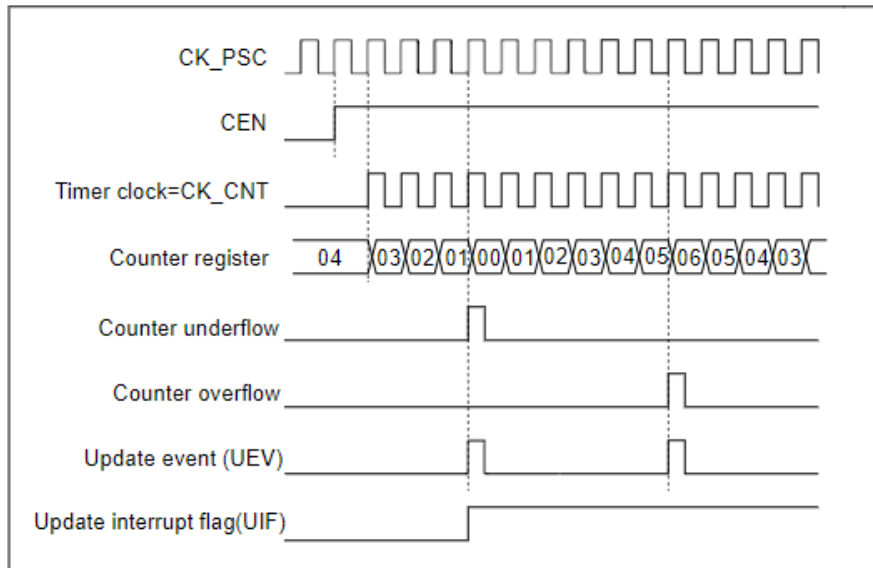 CK_PSC
CEN
Timer clock=CK_CNT
Counter register 04 03 02 01 00 01 02 03 04 05 06 05 04 03
Counter underflow
Counter overflow
Update event (UEV)
Update interrupt flag(UIF)